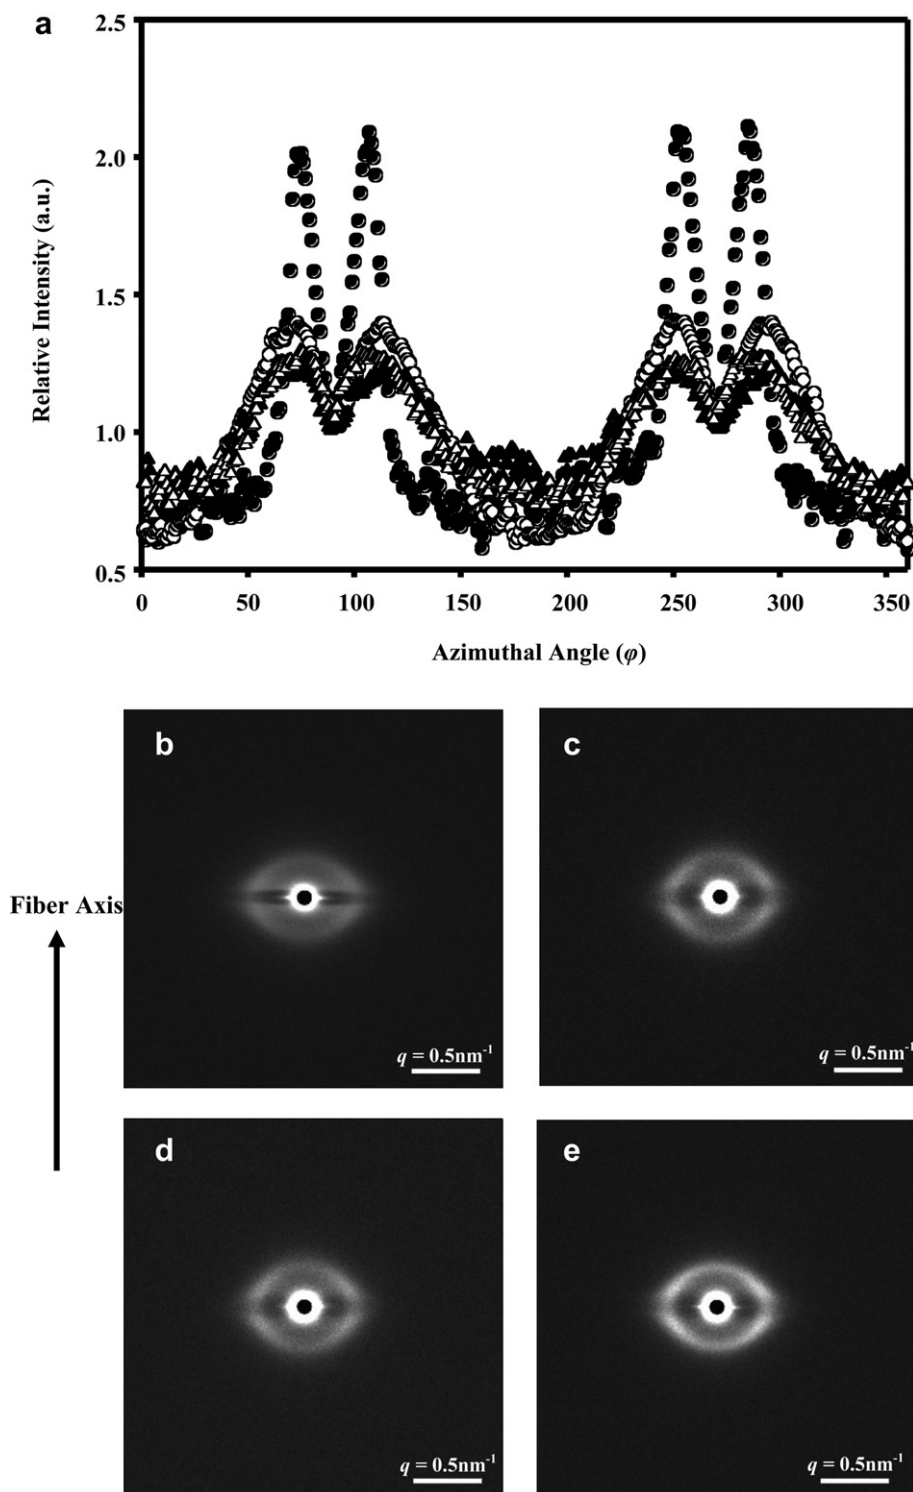 a
2.5
2.0
1.5
1.0
0.5
Relative Intensity (a.u.)
0 50 100 150 200 250 300 350
Azimuthal Angle (φ)
b
q = 0.5nm⁻¹
c
q = 0.5nm⁻¹
Fiber Axis
d
q = 0.5nm⁻¹
e
q = 0.5nm⁻¹